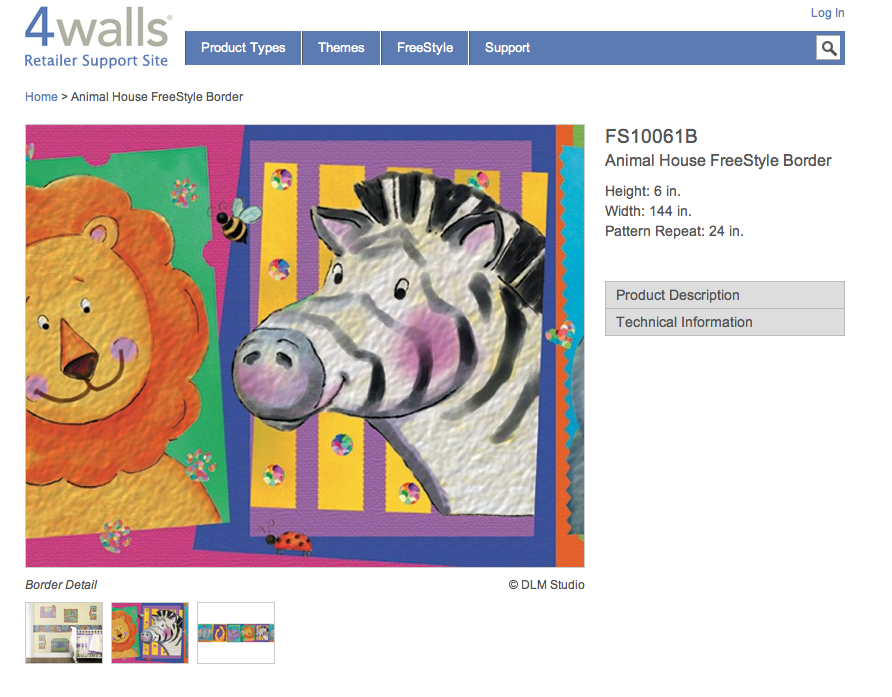 Log In
4walls®
Retailer Support Site
Product Types Themes FreeStyle Support
Home > Animal House FreeStyle Border
FS10061B
Animal House FreeStyle Border
Height: 6 in.
Width: 144 in.
Pattern Repeat: 24 in.
Product Description
Technical Information
Border Detail
© DLM Studio